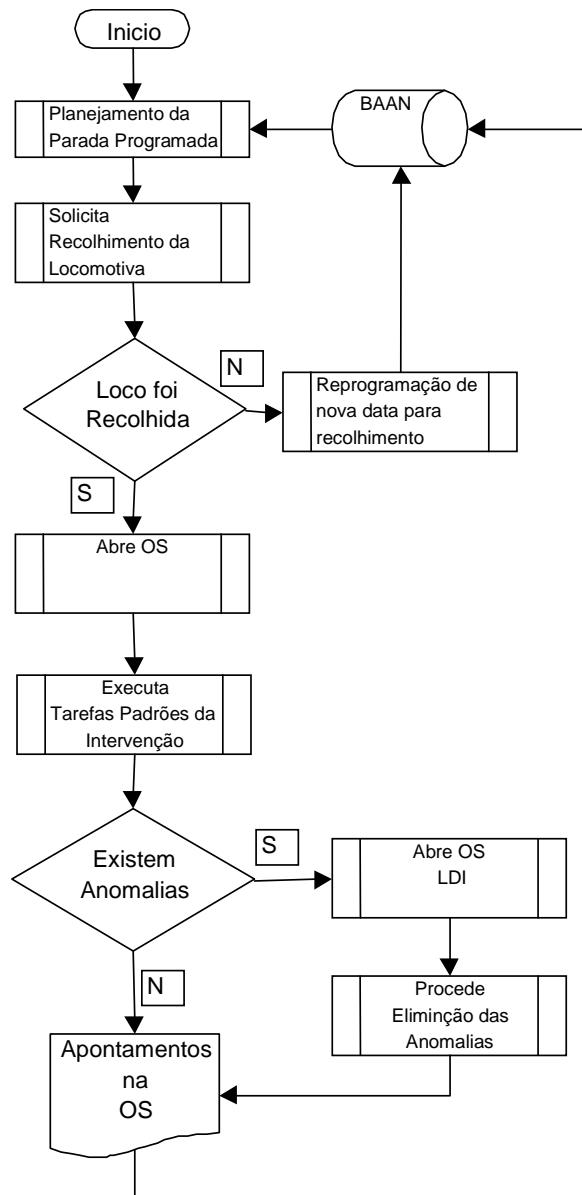 Inicio
Planejamento da
Parada Programada
BAAN
Solicita
Recolhimento da
Locomotiva
Loco foi
Recolhida
N
Reprogramação de
nova data para
recolhimento
S
Abre OS
Executa
Tarefas Padrões da
Intervenção
Existem
Anomalias
S
Abre OS
LDI
N
Procede
Eliminção das
Anomalias
Apontamentos
na
OS